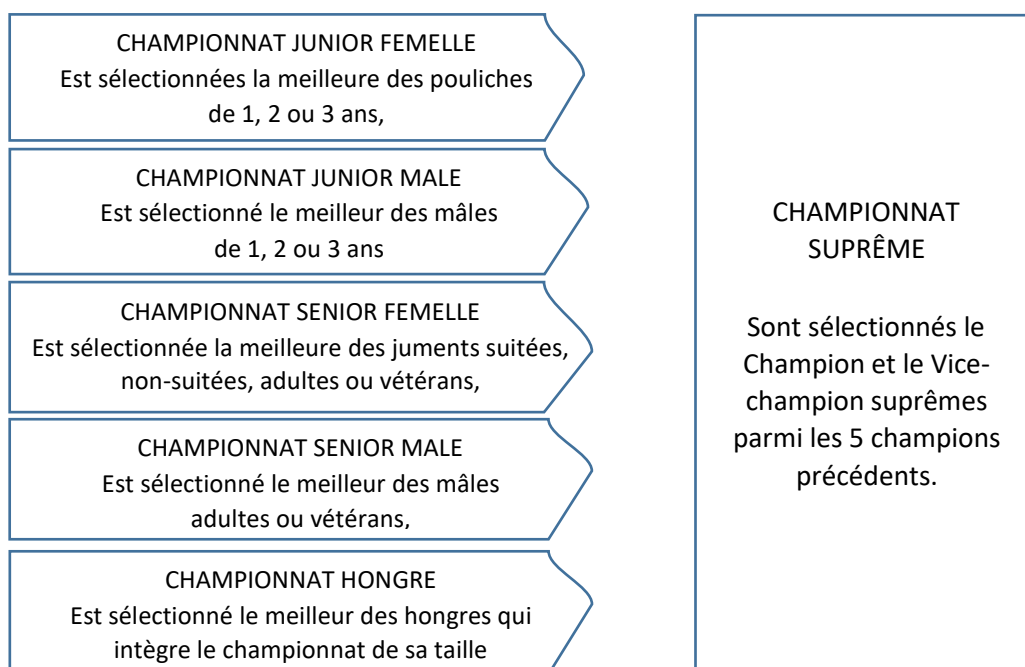 CHAMPIONNAT JUNIOR FEMELLE
Est sélectionnées la meilleure des pouliches
de 1, 2 ou 3 ans,
CHAMPIONNAT JUNIOR MALE
Est sélectionné le meilleur des mâles
de 1, 2 ou 3 ans
CHAMPIONNAT SENIOR FEMELLE
Est sélectionnée la meilleure des juments suitées,
non-suitées, adultes ou vétérans,
CHAMPIONNAT SENIOR MALE
Est sélectionné le meilleur des mâles
adultes ou vétérans,
CHAMPIONNAT HONGRE
Est sélectionné le meilleur des hongres qui
intègre le championnat de sa taille
CHAMPIONNAT
SUPRÊME
Sont sélectionnés le
Champion et le Vice-
champion suprêmes
parmi les 5 champions
précédents.